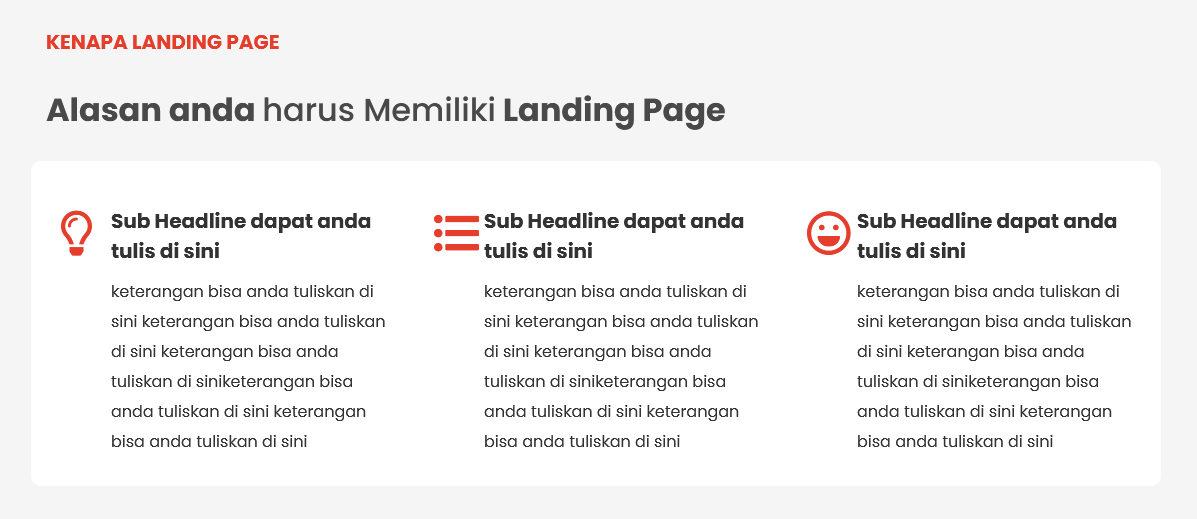 KENAPA LANDING PAGE
Alasan anda harus Memiliki Landing Page
Sub Headline dapat anda
tulis di sini
keterangan bisa anda tuliskan di
sini keterangan bisa anda tuliskan
di sini keterangan bisa anda
tuliskan di siniketerangan bisa
anda tuliskan di sini keterangan
bisa anda tuliskan di sini
Sub Headline dapat anda
tulis di sini
keterangan bisa anda tuliskan di
sini keterangan bisa anda tuliskan
di sini keterangan bisa anda
tuliskan di siniketerangan bisa
anda tuliskan di sini keterangan
bisa anda tuliskan di sini
Sub Headline dapat anda
tulis di sini
keterangan bisa anda tuliskan di
sini keterangan bisa anda tuliskan
di sini keterangan bisa anda
tuliskan di siniketerangan bisa
anda tuliskan di sini keterangan
bisa anda tuliskan di sini